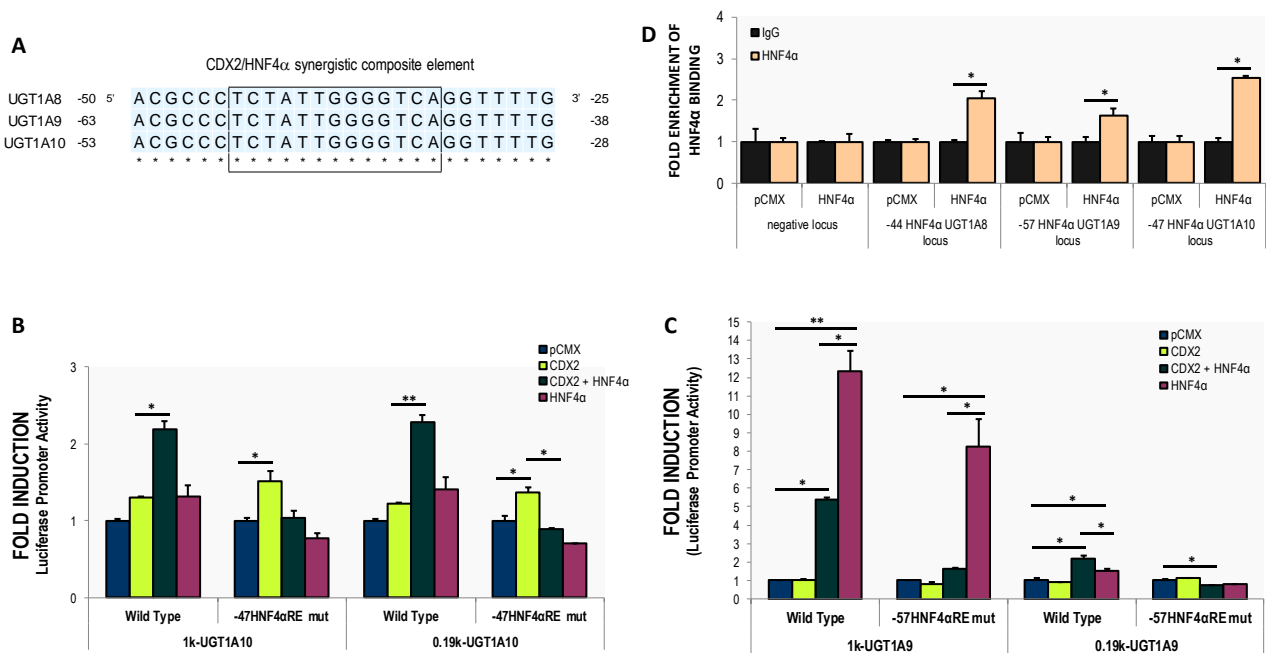 A
CDX2/HNF4α synergistic composite element
UGT1A8 -50 5' A C G C C C T C T A T T G G G G T C A G G T T T T G 3' -25
UGT1A9 -63 A C G C C C T C T A T T G G G G T C A G G T T T T G -38
UGT1A10 -53 A C G C C C T C T A T T G G G G T C A G G T T T T G -28
* * * * * * * * * * * * * * * * * * * * * * * * *
D
FOLD ENRICHMENT OF
HNF4α BINDING
4
3
2
1
0
IgG
HNF4α
* * *
pCMX HNF4α pCMX HNF4α pCMX HNF4α pCMX HNF4α
negative locus
-44 HNF4α UGT1A8
locus
-57 HNF4α UGT1A9
locus
-47 HNF4α UGT1A10
locus
B
FOLD INDUCTION
Luciferase Promoter Activity
3
2
1
0
pCMX
CDX2
CDX2 + HNF4α
HNF4α
* * ** * *
Wild Type -47HNF4αRE mut Wild Type -47HNF4αRE mut
1k-UGT1A10 0.19k-UGT1A10
C
FOLD INDUCTION
(Luciferase Promoter Activity)
15
14
13
12
11
10
9
8
7
6
5
4
3
2
1
0
pCMX
CDX2
CDX2 + HNF4α
HNF4α
** * * * * * * * *
Wild Type -57HNF4αRE mut Wild Type -57HNF4αRE mut
1k-UGT1A9 0.19k-UGT1A9